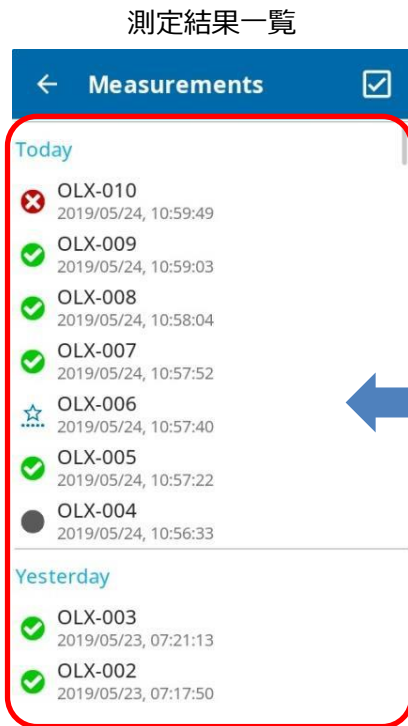 測定結果一覧
Measurements
Today
OLX-010
2019/05/24, 10:59:49
OLX-009
2019/05/24, 10:59:03
OLX-008
2019/05/24, 10:58:04
OLX-007
2019/05/24, 10:57:52
OLX-006
2019/05/24, 10:57:40
OLX-005
2019/05/24, 10:57:22
OLX-004
2019/05/24, 10:56:33
Yesterday
OLX-003
2019/05/23, 07:21:13
OLX-002
2019/05/23, 07:17:50